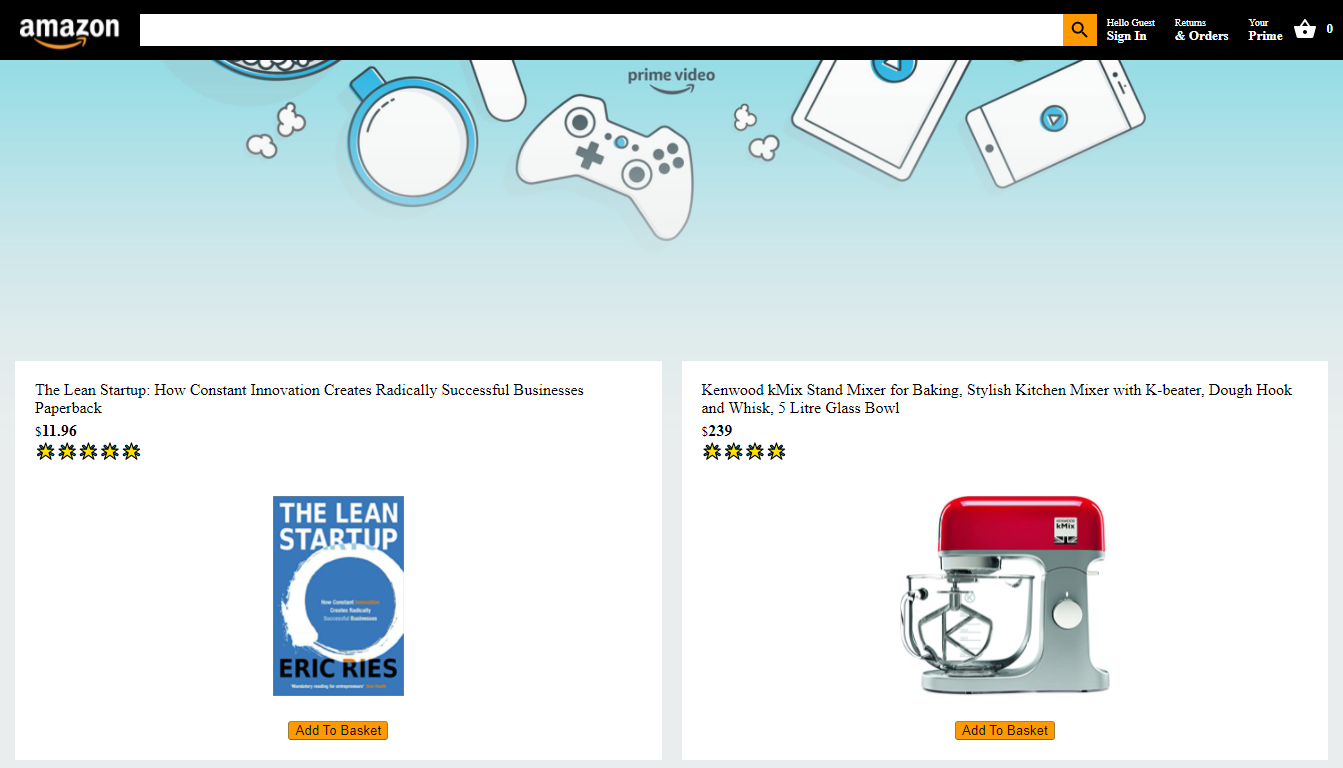 amazon
Hello Guest
Sign In
Returns
& Orders
Your
Prime
0
prime video
The Lean Startup: How Constant Innovation Creates Radically Successful Businesses
Paperback
$11.96
THE LEAN
STARTUP
How Constant Innovation
Creates Radically
Successful Businesses
ERIC RIES
'Mandatory reading for entrepreneurs'
Add To Basket
Kenwood kMix Stand Mixer for Baking, Stylish Kitchen Mixer with K-beater, Dough Hook
and Whisk, 5 Litre Glass Bowl
$239
KENWOOD
kMix
Add To Basket